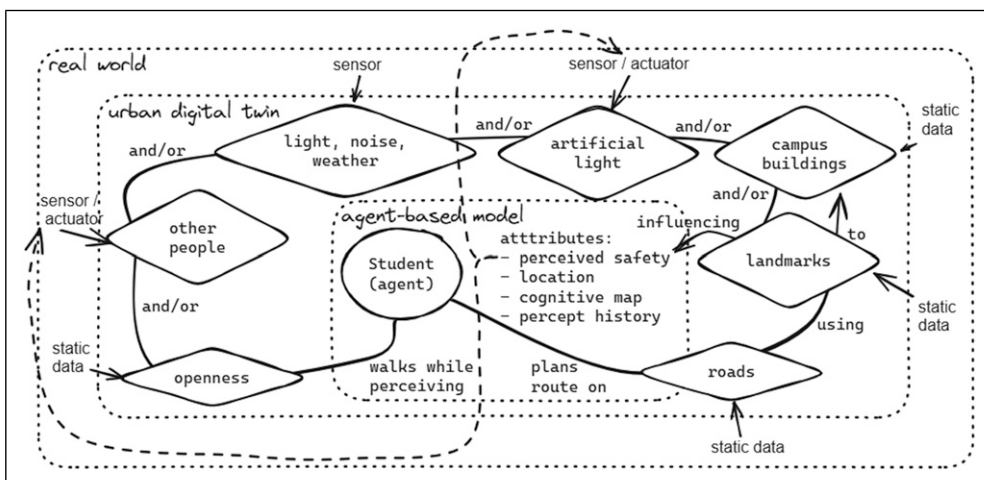 real world
sensor
sensor / actuator
urban digital twin
static
data
and/or
light, noise,
weather
and/or
artificial
light
and/or
campus
buildings
and/or
sensor /
actuator
other
people
agent-based model
influencing
to
Student
(agent)
atttributes:
- perceived safety
- location
- cognitive map
- percept history
landmarks
and/or
static
data
using
static
data
openness
walks while
perceiving
plans
route on
roads
static data